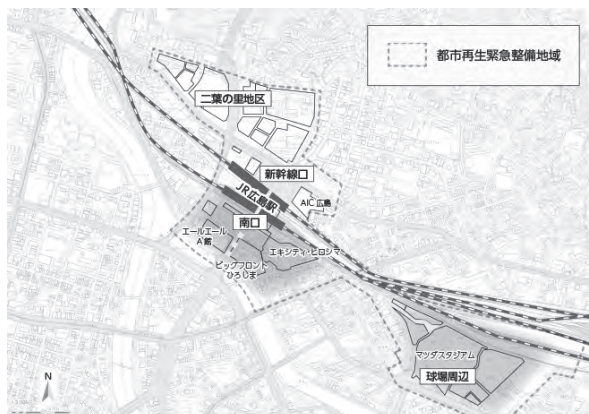 都市再生緊急整備地域
二葉の里地区
新幹線口
JR広島駅
AIC広島
南口
エールエール
A館
エキシティ・ヒロシマ
ビッグフロント
ひろしま
マツダスタジアム
球場周辺
N